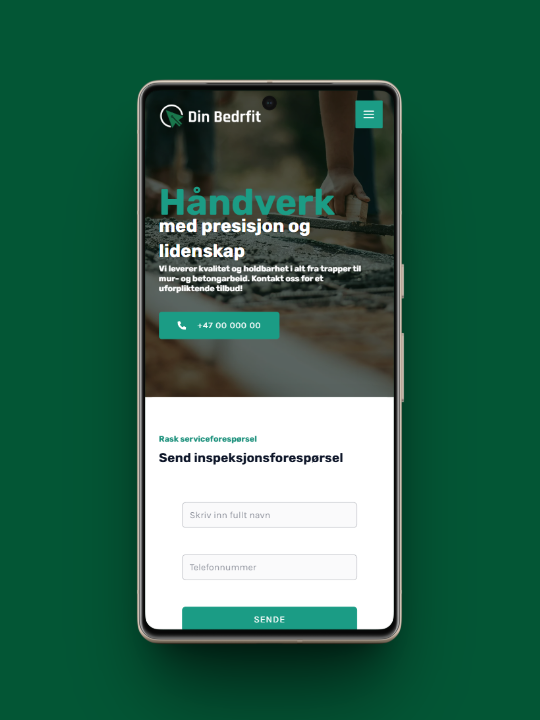 Din Bedrfit
Håndverk
med presisjon og
lidenskap
Vi leverer kvalitet og holdbarhet i alt fra trapper til
mur- og betongarbeid. Kontakt oss for et
uforpliktende tilbud!
+47 00 000 00
Rask serviceforespørsel
Send inspeksjonsforespørsel
Skriv inn fullt navn
Telefonnummer
SENDE